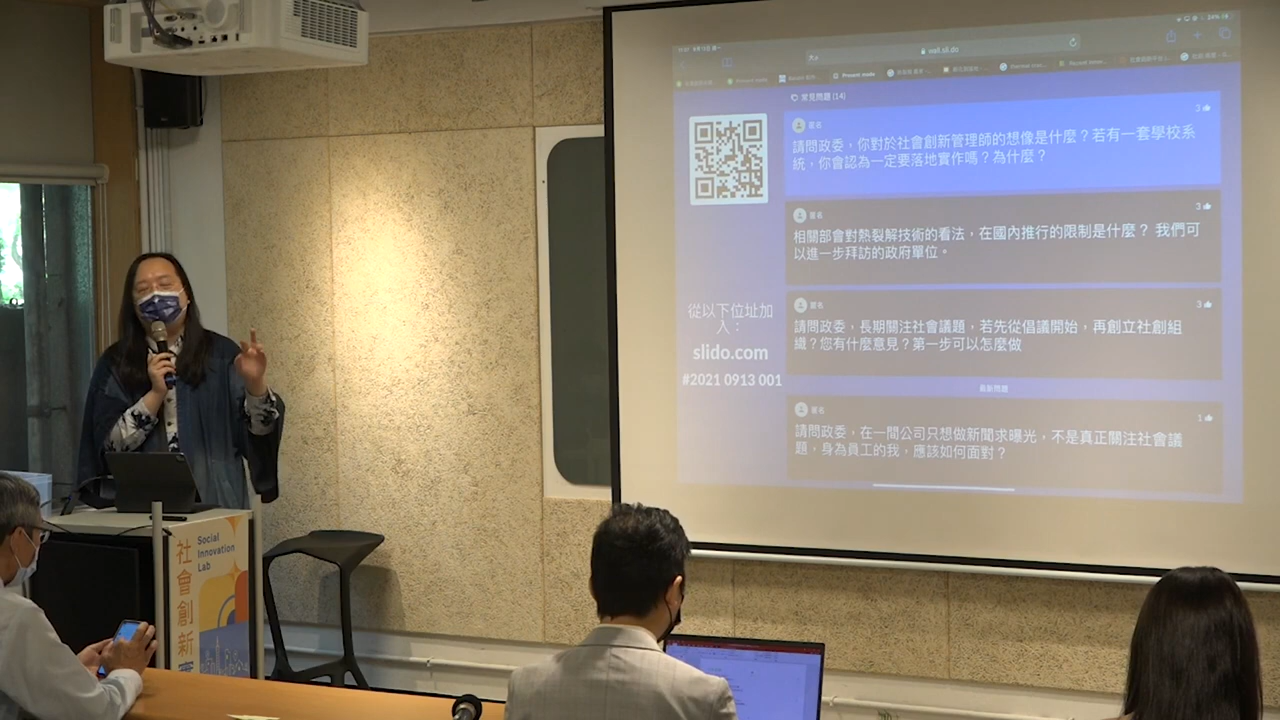 wall.sli.do
Present mode
常見問題 (14)
匿名
3
請問政委，你對於社會創新管理師的想像是什麼？若有一套學校系
統，你會認為一定要落地實作嗎？為什麼？
匿名
3
相關部會對熱裂解技術的看法，在國內推行的限制是什麼？ 我們可
以進一步拜訪的政府單位。
匿名
3
請問政委，長期關注社會議題，若先從倡議開始，再創立社創組
織？您有什麼意見？第一步可以怎麼做
最新問題
匿名
1
請問政委，在一間公司只想做新聞求曝光，不是真正關注社會議
題，身為員工的我，應該如何面對？
從以下位址加
入：
slido.com
#2021 0913 001
Social
Innovation
Lab
社會創新